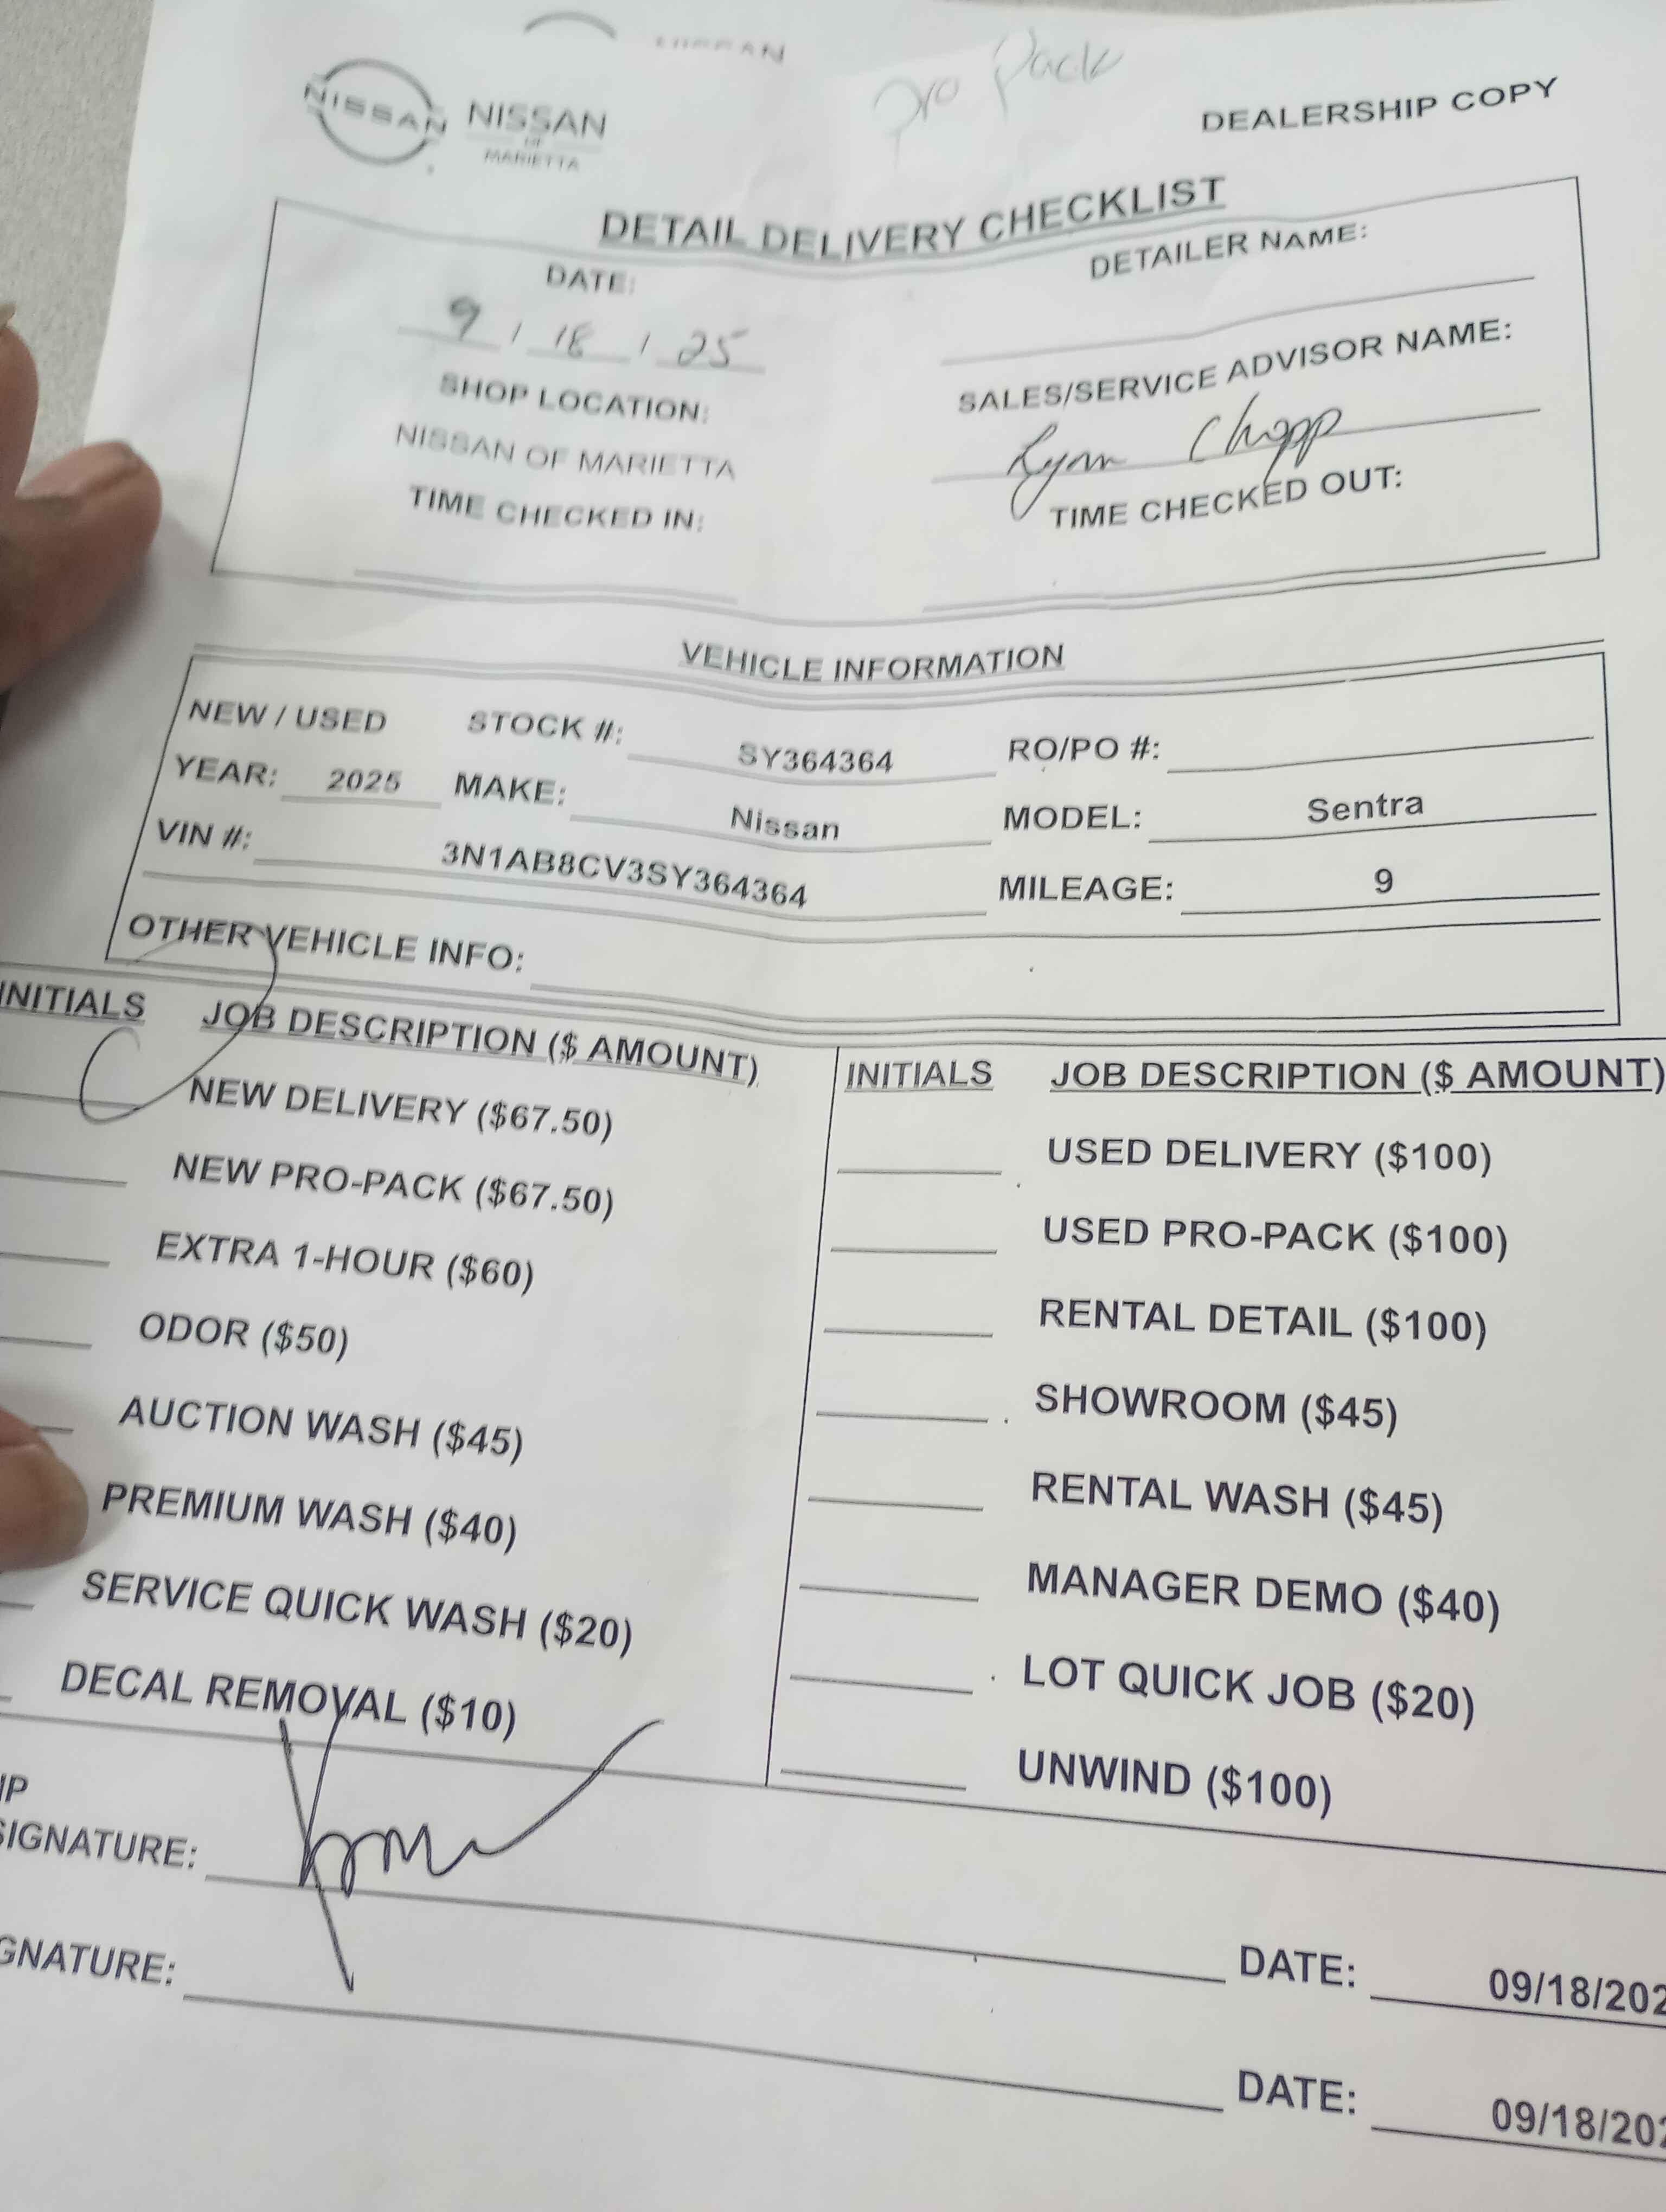 NISSAN
Pro Pack
NISSAN NISSAN
OF
MARIETTA
DEALERSHIP COPY
DETAIL DELIVERY CHECKLIST
DATE: DETAILER NAME:
9 / 18 / 25
SHOP LOCATION: SALES/SERVICE ADVISOR NAME:
NISSAN OF MARIETTA Lynn
TIME CHECKED IN: TIME CHECKED OUT:
VEHICLE INFORMATION
NEW / USED STOCK #: SY364364 RO/PO #:
YEAR: 2025 MAKE: Nissan MODEL: Sentra
VIN #: 3N1AB8CV3SY364364 MILEAGE: 9
OTHER VEHICLE INFO:
INITIALS JOB DESCRIPTION ($ AMOUNT)
NEW DELIVERY ($67.50)
NEW PRO-PACK ($67.50)
EXTRA 1-HOUR ($60)
ODOR ($50)
AUCTION WASH ($45)
PREMIUM WASH ($40)
SERVICE QUICK WASH ($20)
DECAL REMOVAL ($10)
INITIALS JOB DESCRIPTION ($ AMOUNT)
USED DELIVERY ($100)
USED PRO-PACK ($100)
RENTAL DETAIL ($100)
SHOWROOM ($45)
RENTAL WASH ($45)
MANAGER DEMO ($40)
LOT QUICK JOB ($20)
UNWIND ($100)
IP
SIGNATURE: DATE: 09/18/202
GNATURE: DATE: 09/18/202